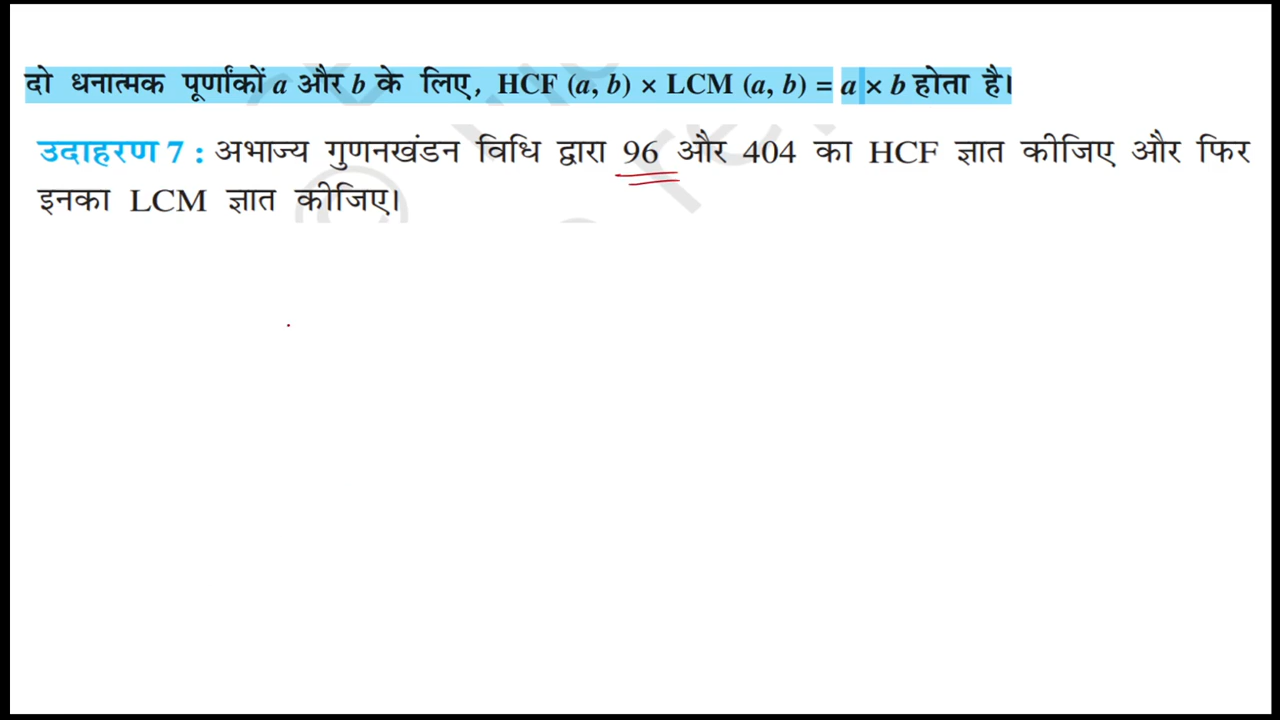 दो धनात्मक पूर्णांकों a और b के लिए, HCF (a, b) × LCM (a, b) = a × b होता है।
उदाहरण 7 : अभाज्य गुणनखंडन विधि द्वारा 96 और 404 का HCF ज्ञात कीजिए और फिर
इनका LCM ज्ञात कीजिए।